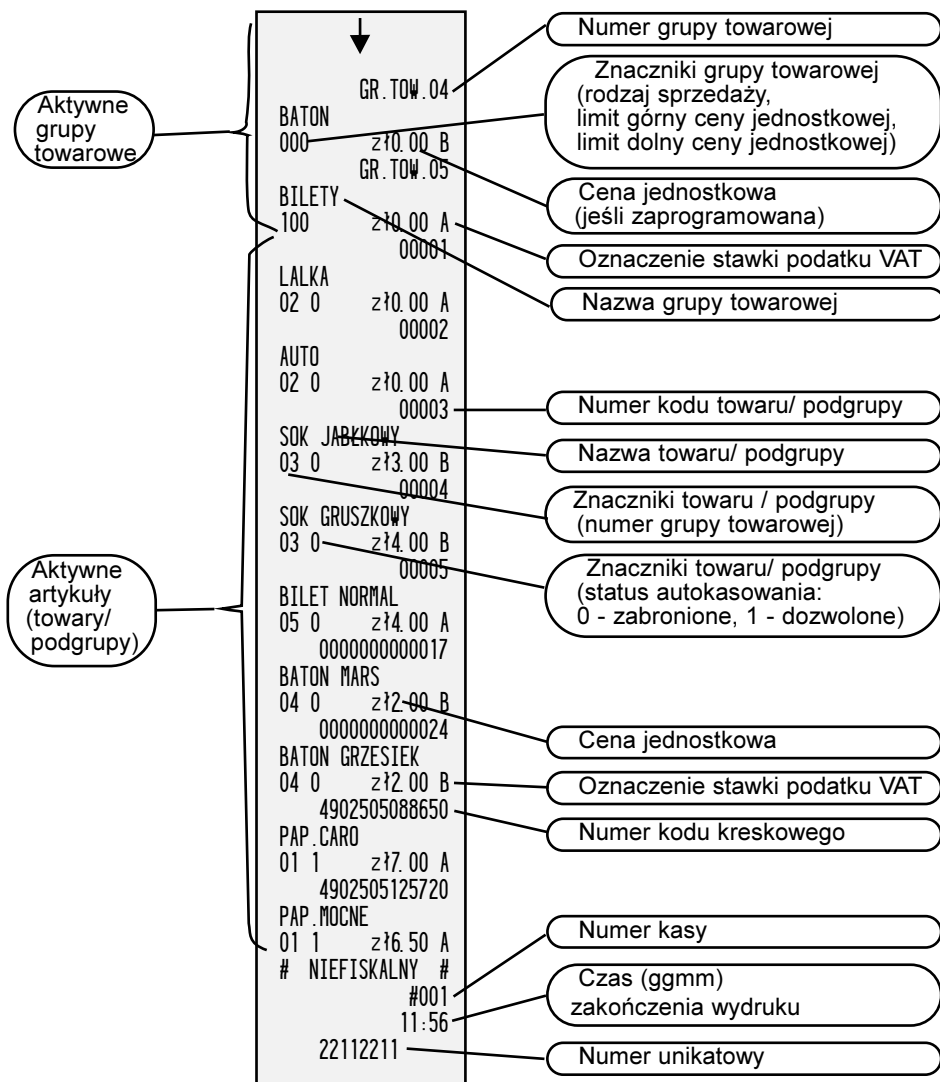 GR.TOW.04
BATON
000 zł0.00 B
GR.TOW.05
BILETY
100 zł0.00 A
00001
LALKA
02 0 zł0.00 A
00002
AUTO
02 0 zł0.00 A
00003
SOK JABŁKOWY
03 0 zł3.00 B
00004
SOK GRUSZKOWY
03 0 zł4.00 B
00005
BILET NORMAL
05 0 zł4.00 A
0000000000017
BATON MARS
04 0 zł2.00 B
0000000000024
BATON GRZESIEK
04 0 zł2.00 B
4902505088650
PAP.CARO
01 1 zł7.00 A
4902505125720
PAP.MOCNE
01 1 zł6.50 A
# NIEFISKALNY #
#001
11:56
22112211
Aktywne
grupy
towarowe
Aktywne
artykuły
(towary/
podgrupy)
Numer grupy towarowej
Znaczniki grupy towarowej
(rodzaj sprzedaży,
limit górny ceny jednostkowej,
limit dolny ceny jednostkowej)
Cena jednostkowa
(jeśli zaprogramowana)
Oznaczenie stawki podatku VAT
Nazwa grupy towarowej
Numer kodu towaru/ podgrupy
Nazwa towaru/ podgrupy
Znaczniki towaru / podgrupy
(numer grupy towarowej)
Znaczniki towaru/ podgrupy
(status autokasowania:
0 - zabronione, 1 - dozwolone)
Cena jednostkowa
Oznaczenie stawki podatku VAT
Numer kodu kreskowego
Numer kasy
Czas (ggmm)
zakończenia wydruku
Numer unikatowy